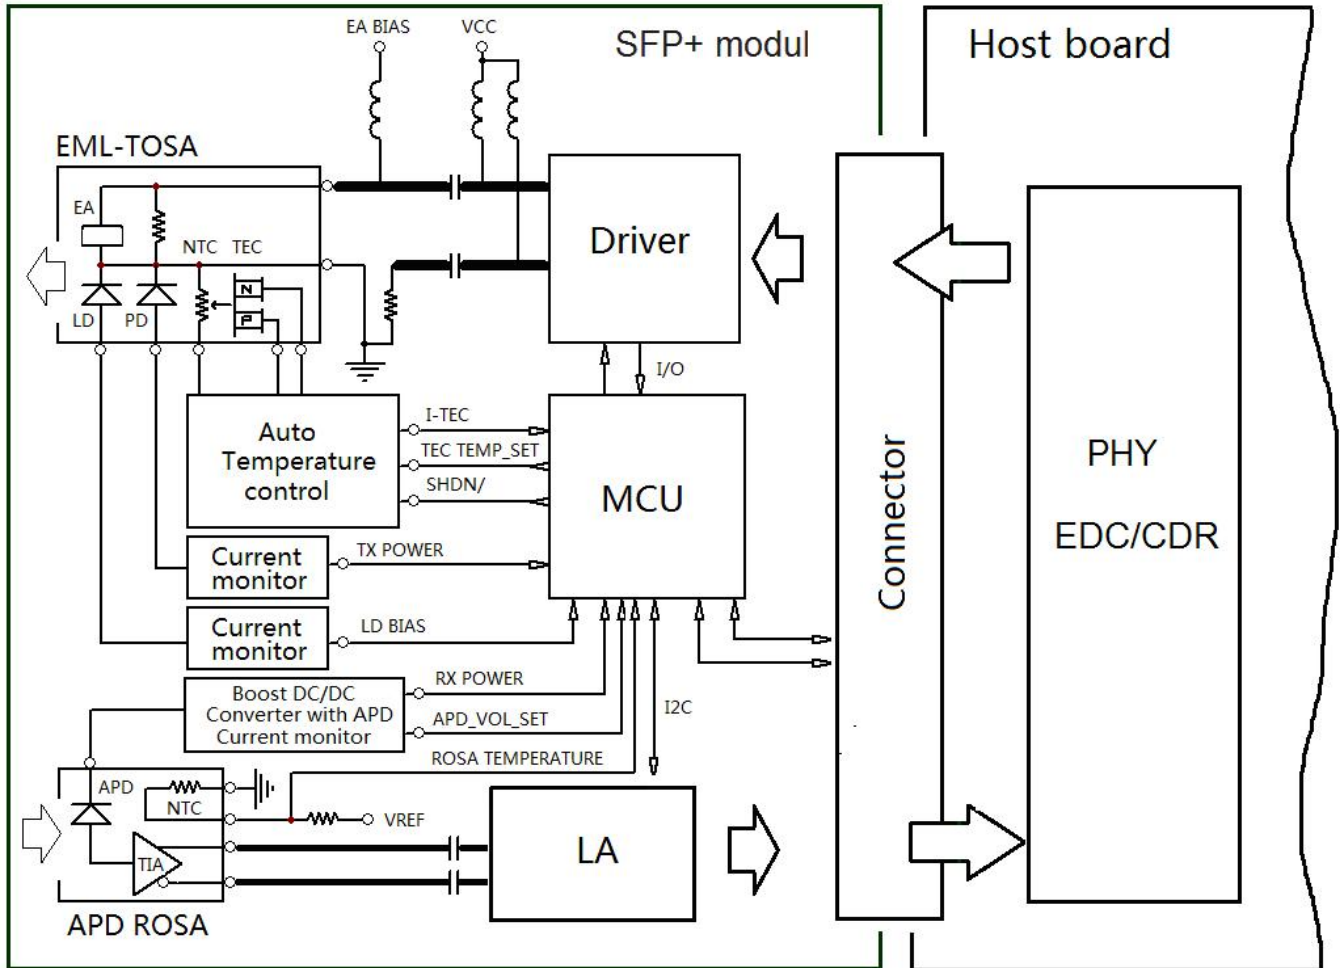 EA BIAS
VCC
SFP+ modul
Host board
EML-TOSA
EA
NTC
TEC
N
P
LD
PD
Driver
I/O
Auto
Temperature
control
I-TEC
TEC TEMP_SET
SHDN/
MCU
Connector
PHY
EDC/CDR
Current
monitor
TX POWER
Current
monitor
LD BIAS
Boost DC/DC
Converter with APD
Current monitor
RX POWER
APD_VOL_SET
I2C
ROSA TEMPERATURE
APD
NTC
VREF
TIA
LA
APD ROSA